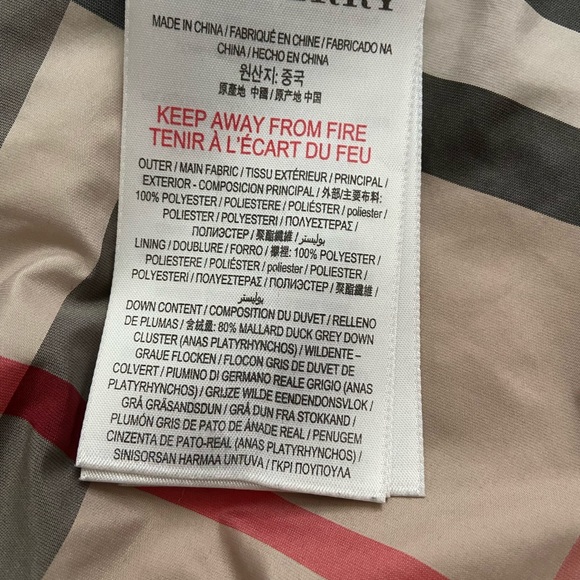 MADE IN CHINA / FABRIQUÉ EN CHINE / FABRICADO NA
CHINA / HECHO EN CHINA
원산지: 중국
原產地 中國 / 原产地 中国
KEEP AWAY FROM FIRE
TENIR À L'ÉCART DU FEU
OUTER / MAIN FABRIC / TISSU EXTÉRIEUR / PRINCIPAL /
EXTERIOR - COMPOSICION PRINCIPAL / 外部/主要布料:
100% POLYESTER / POLIESTERE / POLIÉSTER / poliester /
POLIESTER / POLYESTERI / ΠΟΛΥΕΣΤΕΡΑΣ /
ПОЛИЭСТЕР / 聚酯纖維 / بوليستر
LINING / DOUBLURE / FORRO / 襯裡: 100% POLYESTER /
POLIESTERE / POLIÉSTER / poliester / POLIESTER /
POLYESTERİ / ΠΟΛΥΕΣΤΕΡΑΣ / ПОЛИЭСТЕР / 聚酯纖維 /
بوليستر
DOWN CONTENT / COMPOSITION DU DUVET / RELLENO
DE PLUMAS / 含絨量: 80% MALLARD DUCK GREY DOWN
CLUSTER (ANAS PLATYRHYNCHOS) / WILDENTE –
GRAUE FLOCKEN / FLOCON GRIS DE DUVET DE
COLVERT / PIUMINO DI GERMANO REALE GRIGIO (ANAS
PLATYRHYNCHOS) / GRIJZE WILDE EENDENDONSVLOK /
GRÅ GRÄSANDSDUN / GRÅ DUN FRA STOKKAND /
PLUMÓN GRIS DE PATO DE ÁNADE REAL / PENUGEM
CINZENTA DE PATO-REAL (ANAS PLATYRHYNCHOS) /
SINISORSAN HARMAA UNTUVA / ΓΚΡΙ ΠΟΥΠΟΥΛΑ